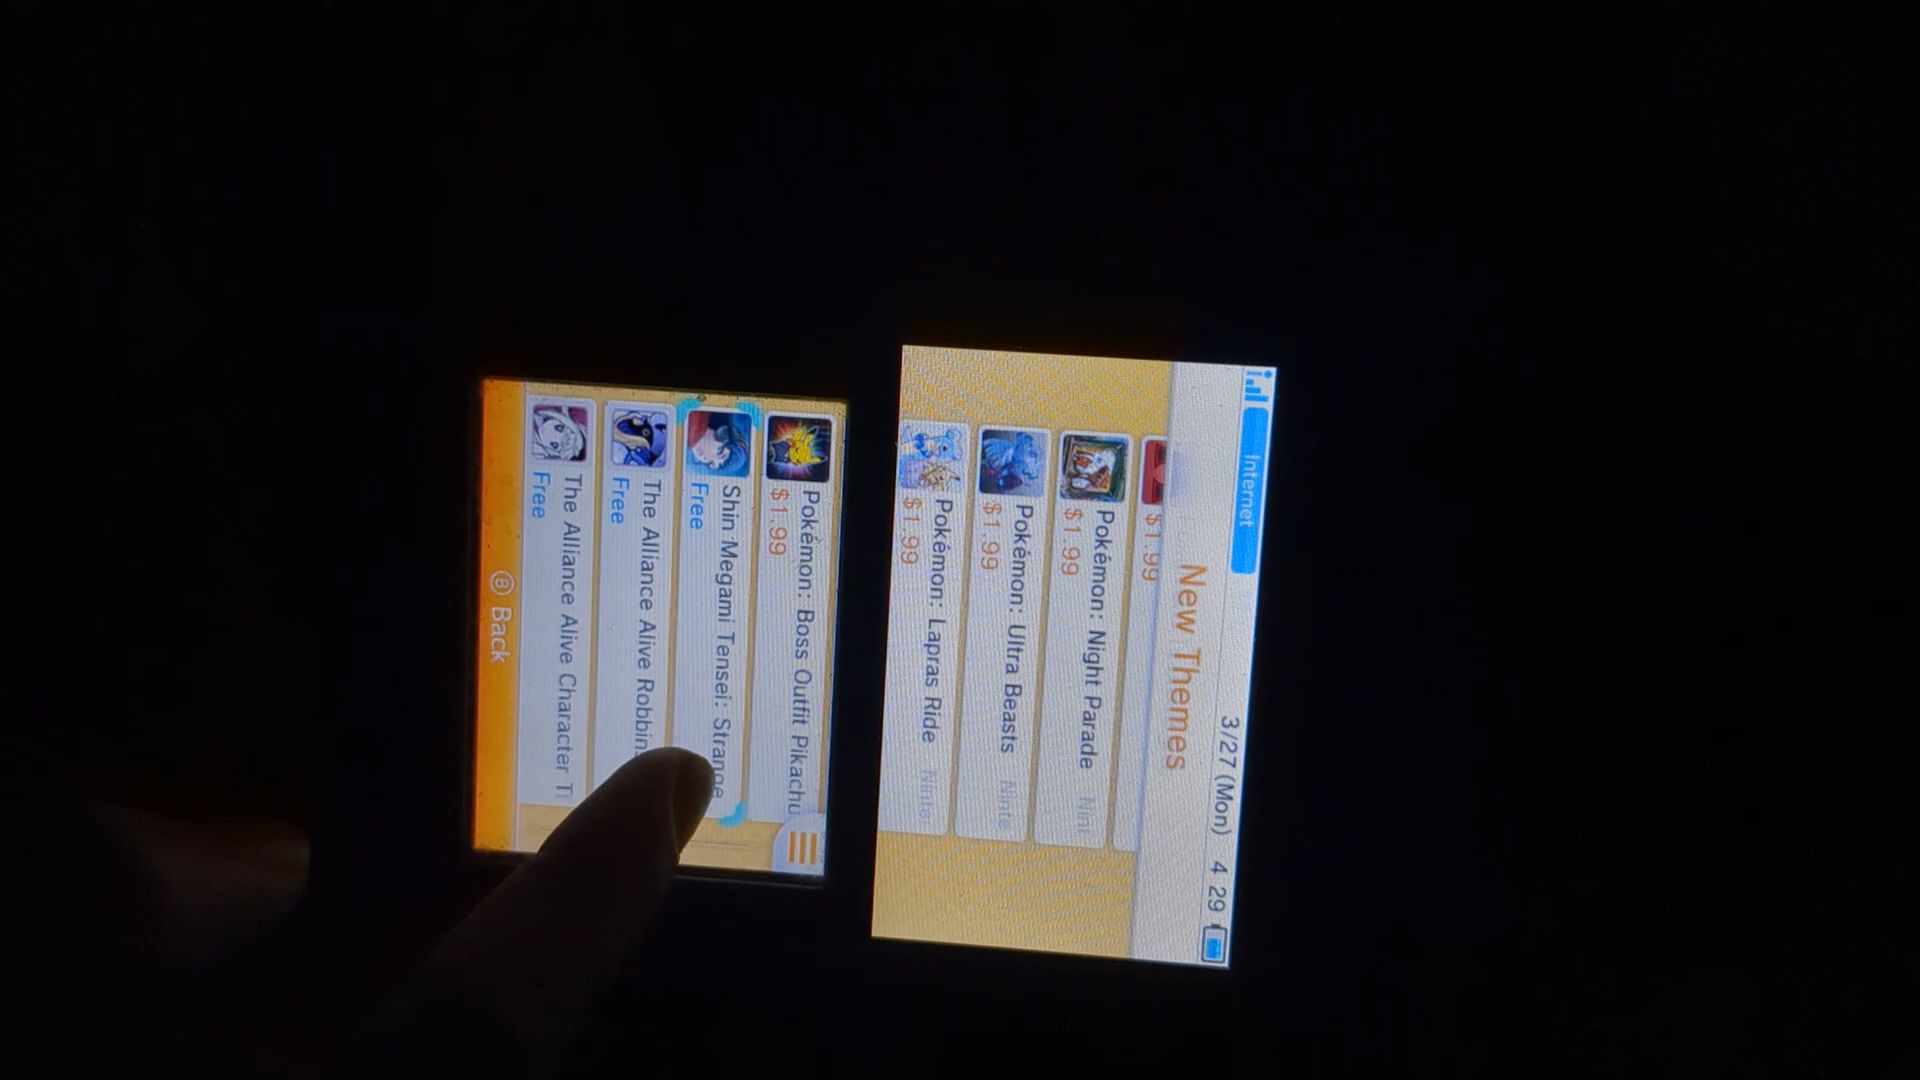 Internet
3/27 (Mon) 4 29
New Themes
$1.99
Pokémon: Night Parade
$1.99
Pokémon: Ultra Beasts
$1.99
Pokémon: Lapras Ride
$1.99
Pokémon: Boss Outfit Pikachu
$1.99
Shin Megami Tensei: Strange
Free
The Alliance Alive Robbin
Free
The Alliance Alive Character T
Free
Ⓑ Back